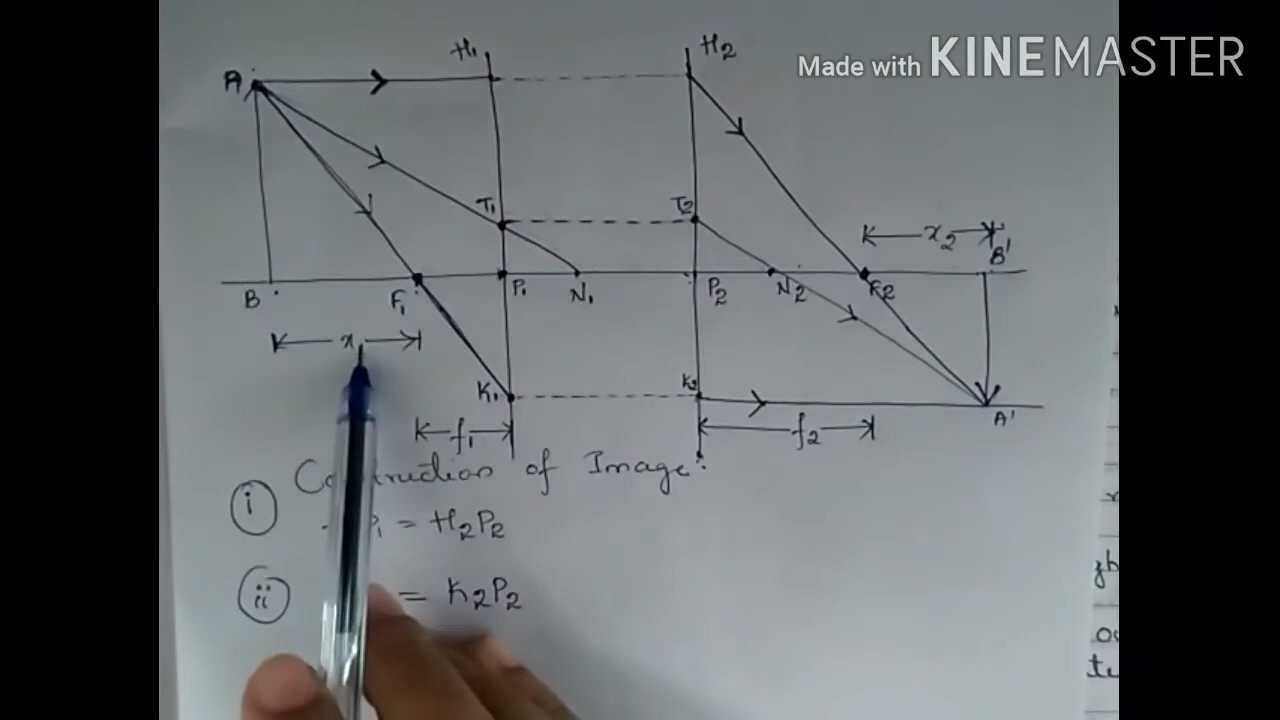 Made with KINEMASTER
H₁ H₂
A
T₁ T₂
x₂
B'
B F₁ P₁ N₁ P₂ N₂ F₂
x₁
K₁ K₂
A'
f₁ f₂
of Image:
i
= H₂P₂
ii = K₂P₂